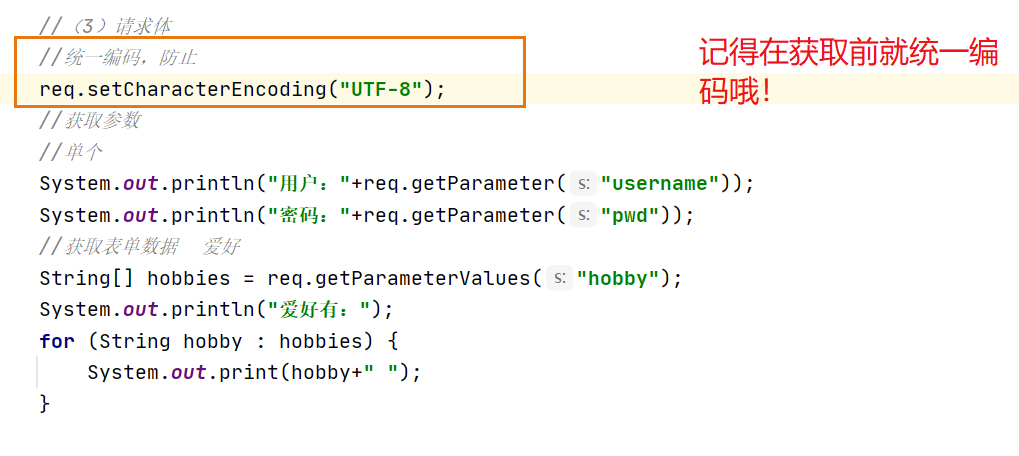 //（3）请求体
//统一编码，防止
req.setCharacterEncoding("UTF-8");
//获取参数
//单个
System.out.println("用户："+req.getParameter( s: "username"));
System.out.println("密码："+req.getParameter( s: "pwd"));
//获取表单数据  爱好
String[] hobbies = req.getParameterValues( s: "hobby");
System.out.println("爱好有：");
for (String hobby : hobbies) {
    System.out.print(hobby+" ");
}
记得在获取前就统一编
码哦！